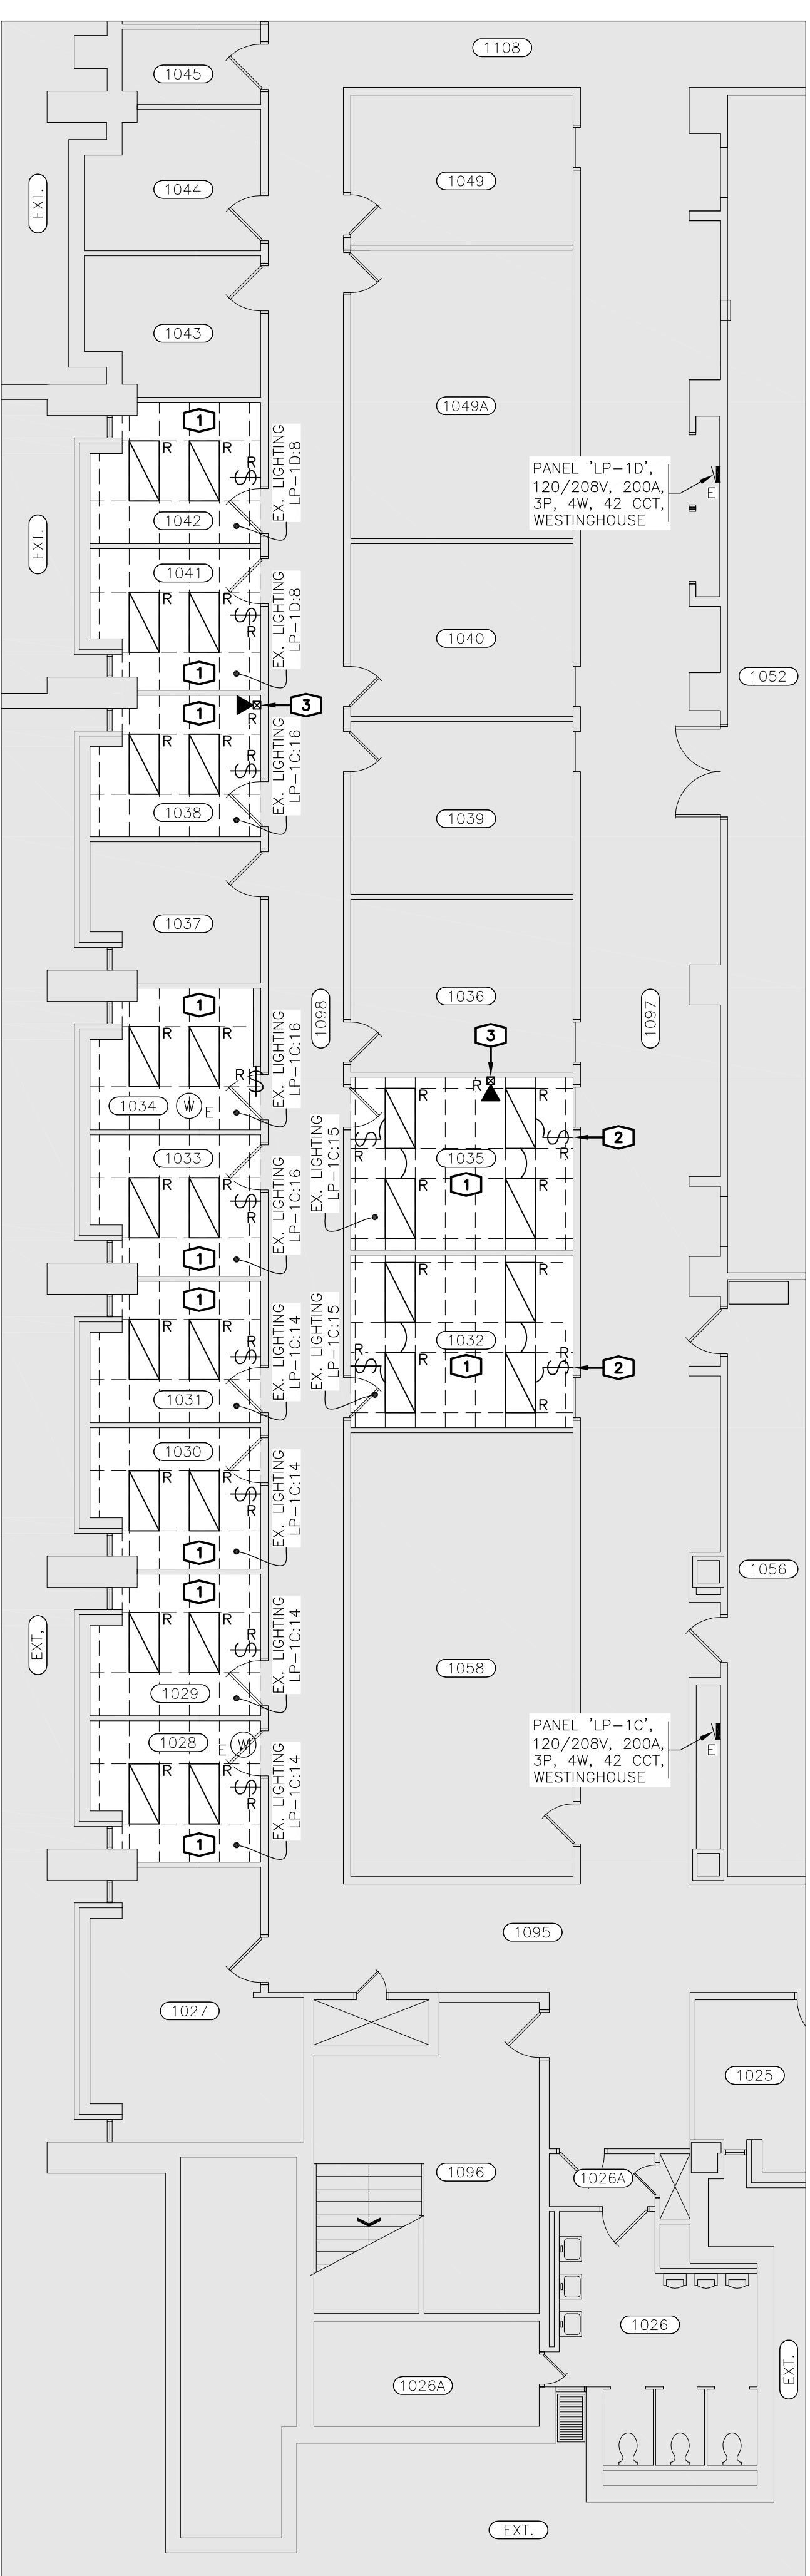 1108
1045
1044
EXT.
1049
1043
1049A
1
R
R
R
EX. LIGHTING
LP-1D:8
1042
PANEL 'LP-1D',
120/208V, 200A,
3P, 4W, 42 CCT,
WESTINGHOUSE
E
EXT.
1041
R
R
R
EX. LIGHTING
LP-1D:8
1
1040
1052
1
3
R
R
R
R
EX. LIGHTING
LP-1C:16
1038
1039
1037
1036
1098
1097
1
R
R
R
EX. LIGHTING
LP-1C:16
1034
W
E
3
R
R
R
R
R
2
1035
1
R
R
EX. LIGHTING
LP-1C:15
1033
R
R
R
EX. LIGHTING
LP-1C:16
1
1
R
R
R
EX. LIGHTING
LP-1C:14
1031
R
R
EX. LIGHTING
LP-1C:15
1032
1
R
R
R
R
2
1030
R
R
R
EX. LIGHTING
LP-1C:14
1
1056
1
R
R
R
EX. LIGHTING
LP-1C:14
1029
EXT,
1058
1028
E
W
R
R
R
EX. LIGHTING
LP-1C:14
1
PANEL 'LP-1C',
120/208V, 200A,
3P, 4W, 42 CCT,
WESTINGHOUSE
E
1095
1027
1025
1096
1026A
1026
1026A
EXT.
EXT.